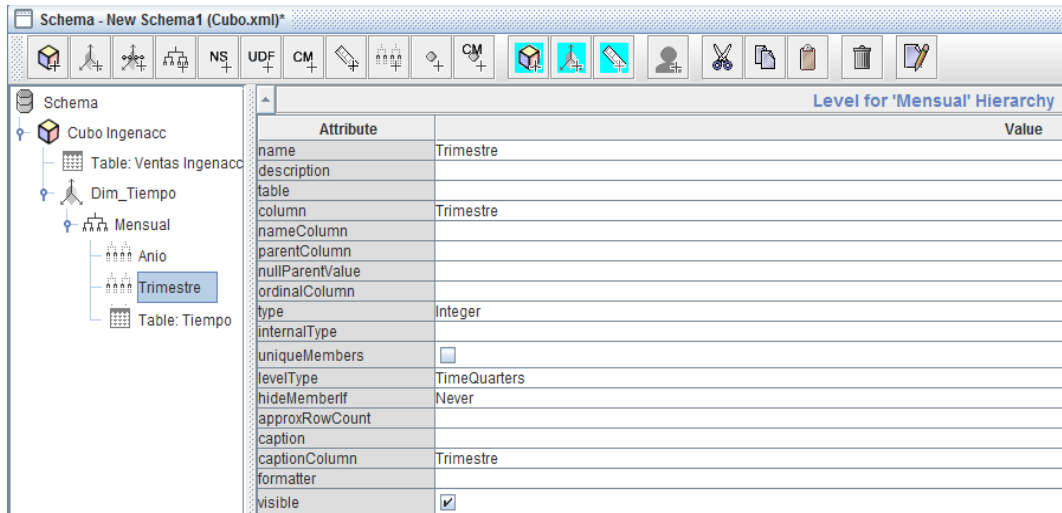 Schema - New Schema1 (Cubo.xml)*
NS UDF CM CM
Schema
Cubo Ingenacc
Table: Ventas Ingenacc
Dim_Tiempo
Mensual
Anio
Trimestre
Table: Tiempo
Level for 'Mensual' Hierarchy
Attribute Value
name Trimestre
description
table
column Trimestre
nameColumn
parentColumn
nullParentValue
ordinalColumn
type Integer
internalType
uniqueMembers
levelType TimeQuarters
hideMemberIf Never
approxRowCount
caption
captionColumn Trimestre
formatter
visible